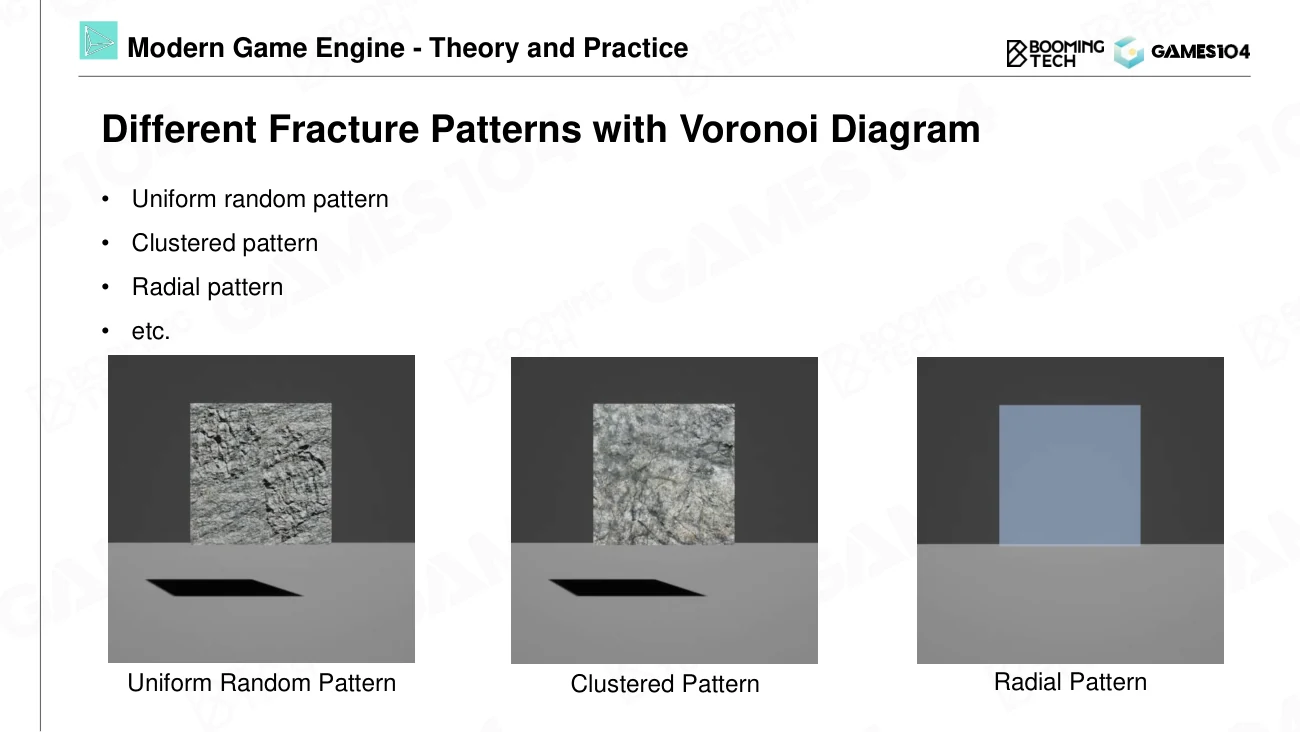 Modern Game Engine - Theory and Practice
BOOMING
TECH
GAMES104
Different Fracture Patterns with Voronoi Diagram
• Uniform random pattern
• Clustered pattern
• Radial pattern
• etc.
Uniform Random Pattern
Clustered Pattern
Radial Pattern